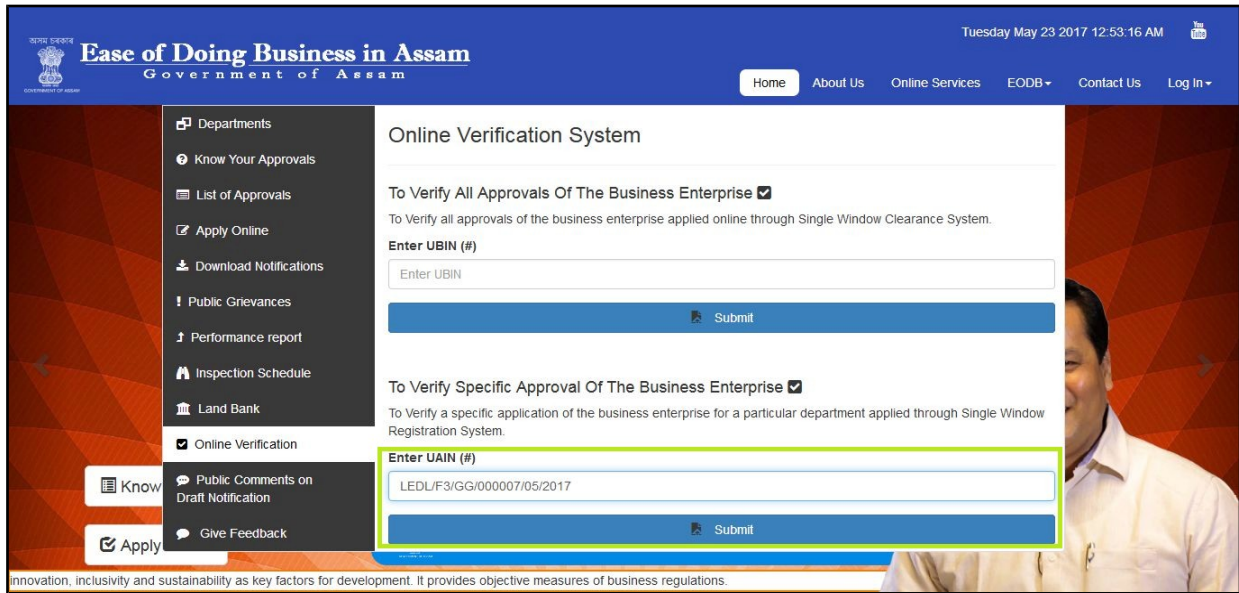 Tuesday May 23 2017 12:53:16 AM
You
Tube
অসম চৰকাৰ
Ease of Doing Business in Assam
Government of Assam
GOVERNMENT OF ASSAM
Home About Us Online Services EODB Contact Us Log In
Departments
Know Your Approvals
List of Approvals
Apply Online
Download Notifications
Public Grievances
Performance report
Inspection Schedule
Land Bank
Online Verification
Public Comments on
Draft Notification
Give Feedback
Online Verification System
To Verify All Approvals Of The Business Enterprise
To Verify all approvals of the business enterprise applied online through Single Window Clearance System.
Enter UBIN (#)
Enter UBIN
Submit
To Verify Specific Approval Of The Business Enterprise
To Verify a specific application of the business enterprise for a particular department applied through Single Window
Registration System.
Enter UAIN (#)
LEDL/F3/GG/000007/05/2017
Submit
Know
Apply
innovation, inclusivity and sustainability as key factors for development. It provides objective measures of business regulations.